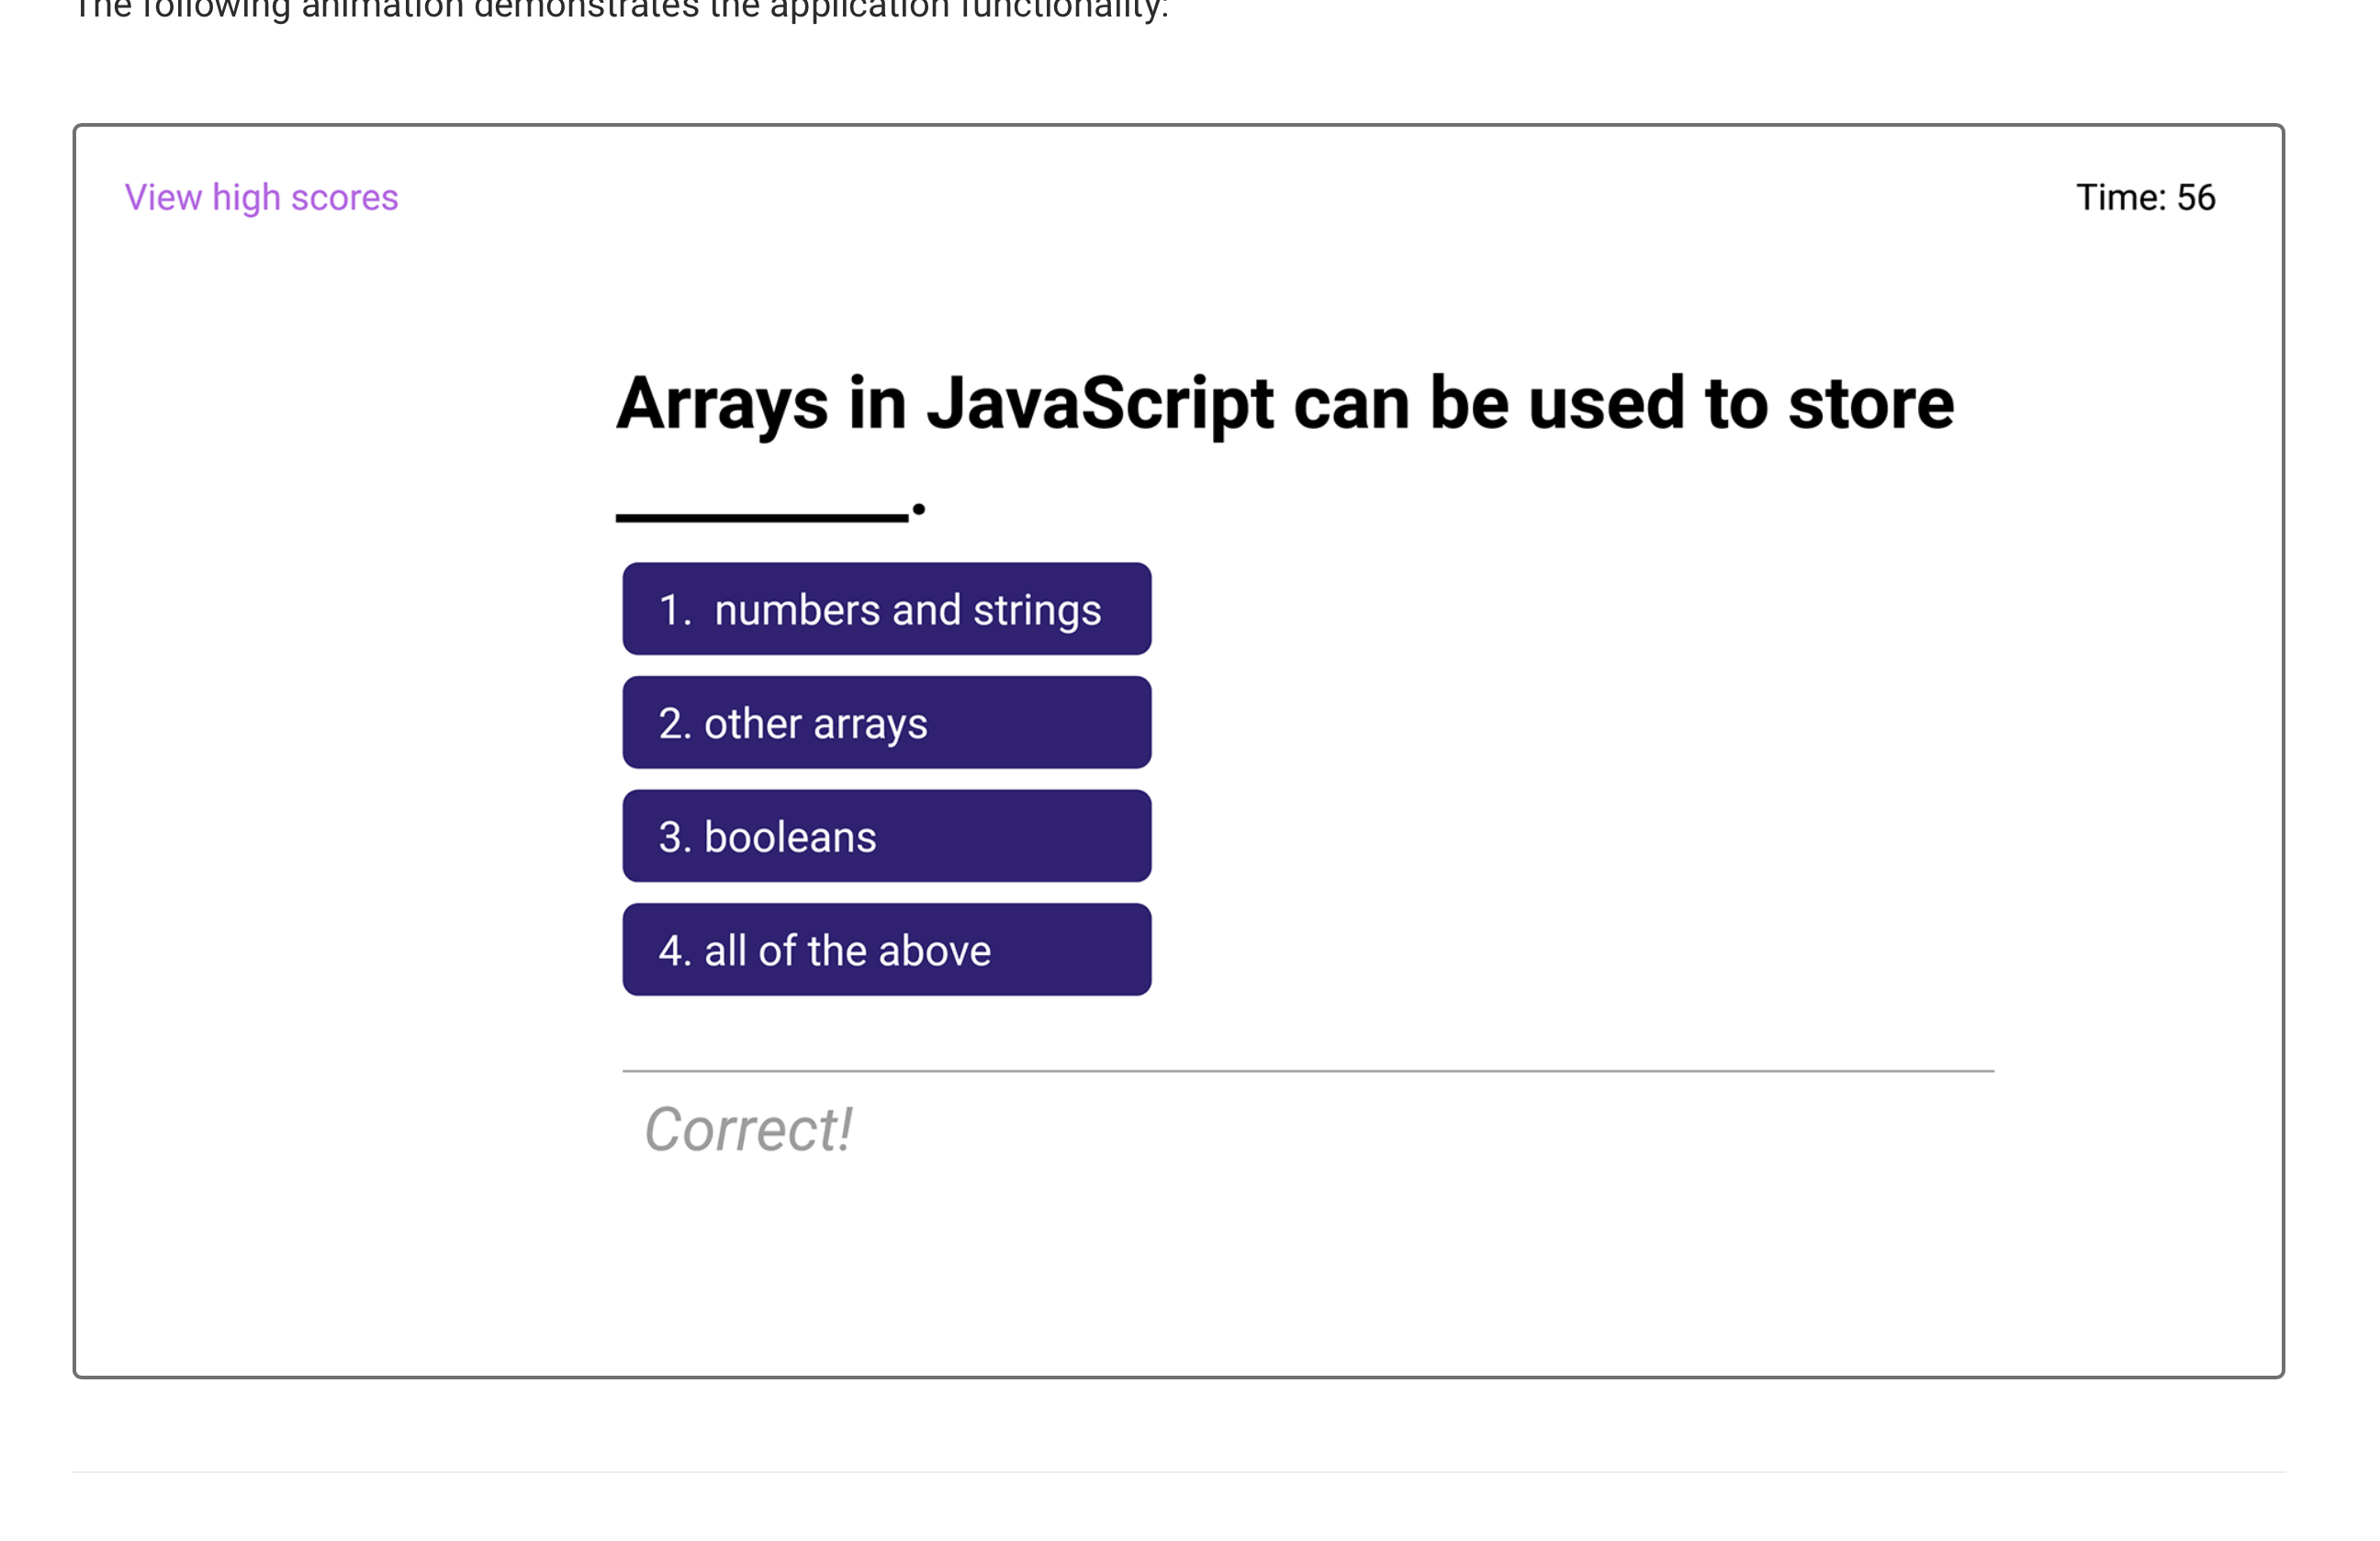 The following animation demonstrates the application functionality:
View high scores
Time: 56
Arrays in JavaScript can be used to store
__________.
1. numbers and strings
2. other arrays
3. booleans
4. all of the above
Correct!